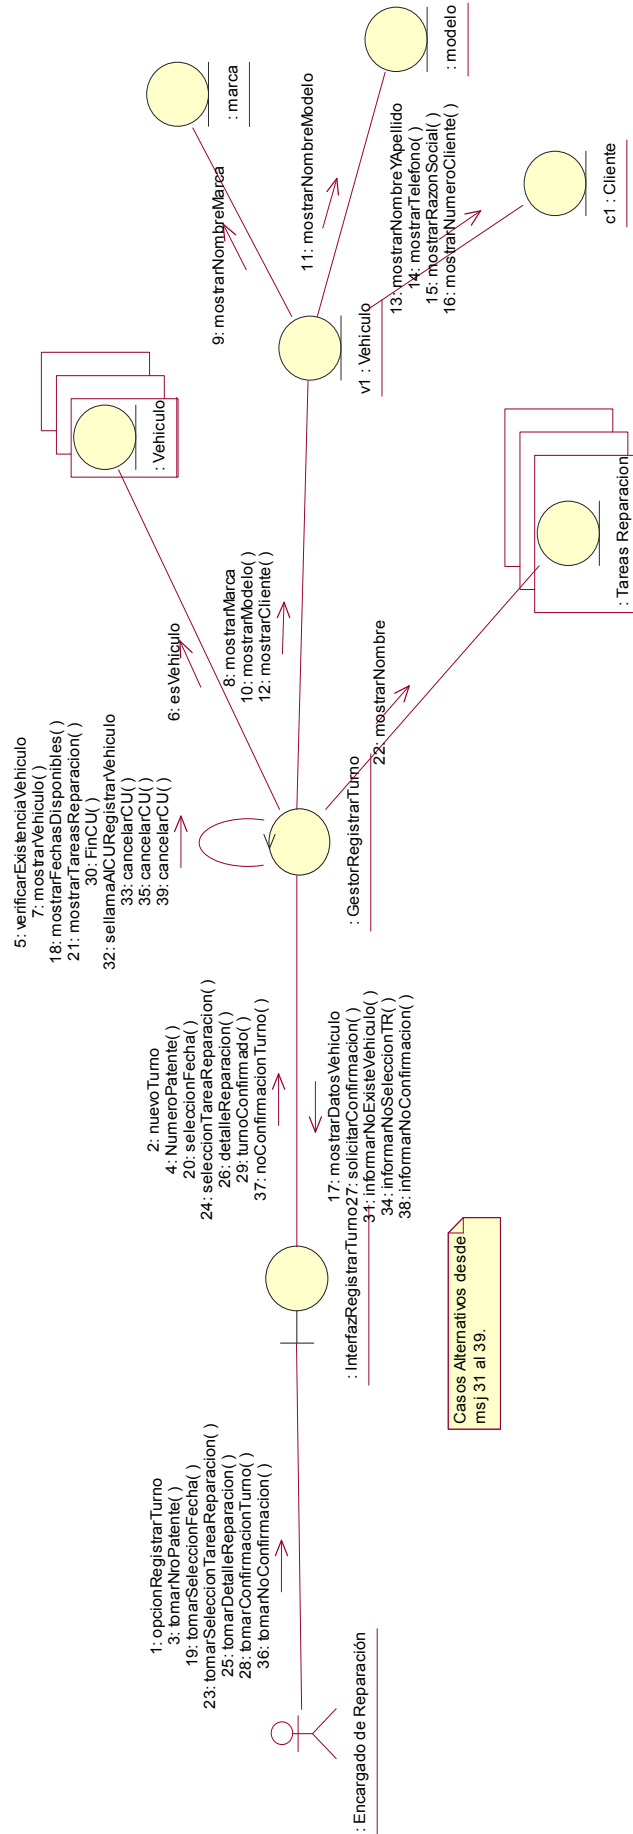 : Encargado de Reparación
1: opcionRegistrarTurno
3: tomarNroPatente( )
19: tomarSeleccionFecha( )
23: tomarSeleccionTareaReparacion( )
25: tomarDetalleReparacion( )
28: tomarConfirmacionTurno( )
36: tomarNoConfirmacion( )
: InterfazRegistrarTurno
Casos Alternativos desde
msj 31 al 39.
2: nuevoTurno
4: NumeroPatente( )
20: seleccionFecha( )
24: seleccionTareaReparacion( )
26: detalleReparacion( )
29: turnoConfirmado( )
37: noConfirmacionTurno( )
17: mostrarDatosVehiculo
27: solicitarConfirmacion( )
31: informarNoExisteVehiculo( )
34: informarNoSeleccionTR( )
38: informarNoConfirmacion( )
5: verificarExistenciaVehiculo
7: mostrarVehiculo( )
18: mostrarFechasDisponibles( )
21: mostrarTareasReparacion( )
30: FinCU( )
32: sellamaAlCURegistrarVehiculo
33: cancelarCU( )
35: cancelarCU( )
39: cancelarCU( )
: GestorRegistrarTurno
6: esVehiculo
: Vehiculo
8: mostrarMarca
10: mostrarModelo( )
12: mostrarCliente( )
22: mostrarNombre
: Tareas Reparacion
v1 : Vehiculo
9: mostrarNombreMarca
: marca
11: mostrarNombreModelo
: modelo
13: mostrarNombreYApellido
14: mostrarTelefono( )
15: mostrarRazonSocial( )
16: mostrarNumeroCliente( )
c1 : Cliente